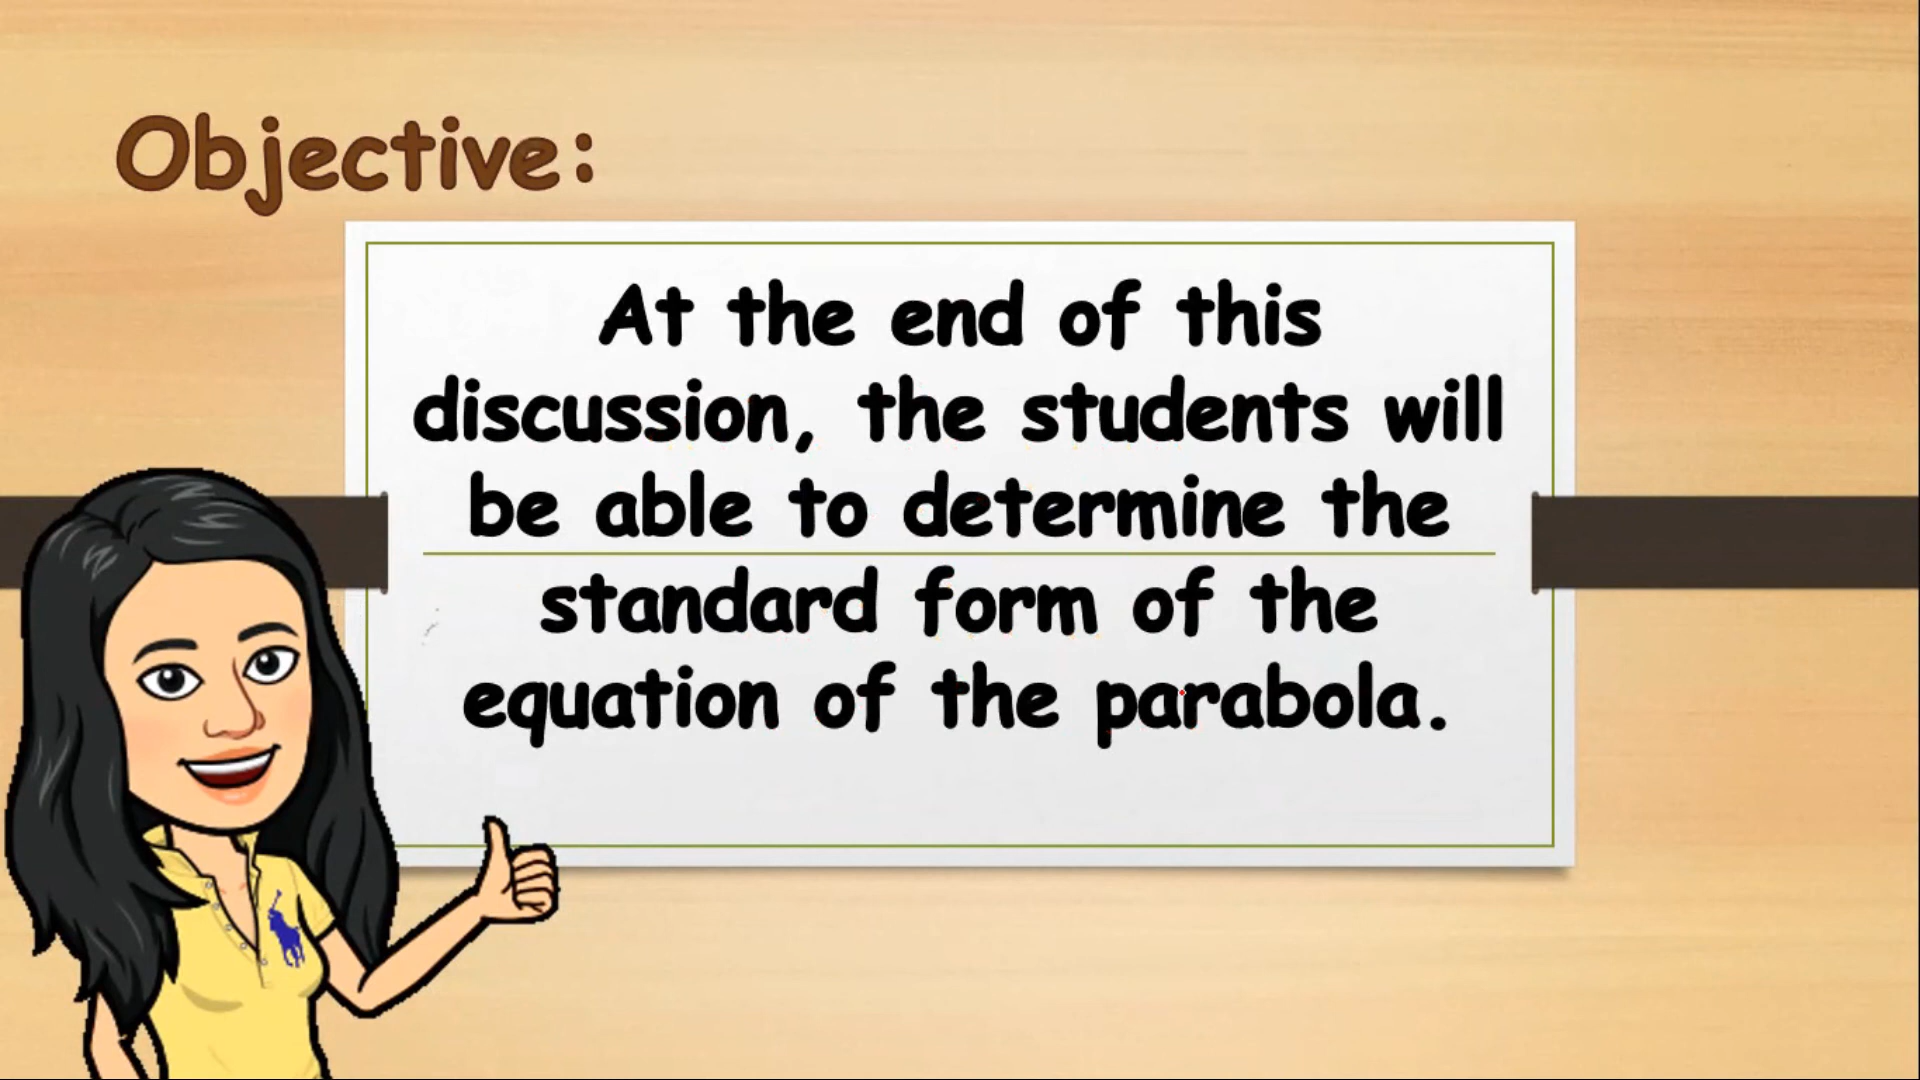 Objective:
At the end of this
discussion, the students will
be able to determine the
standard form of the
equation of the parabola.